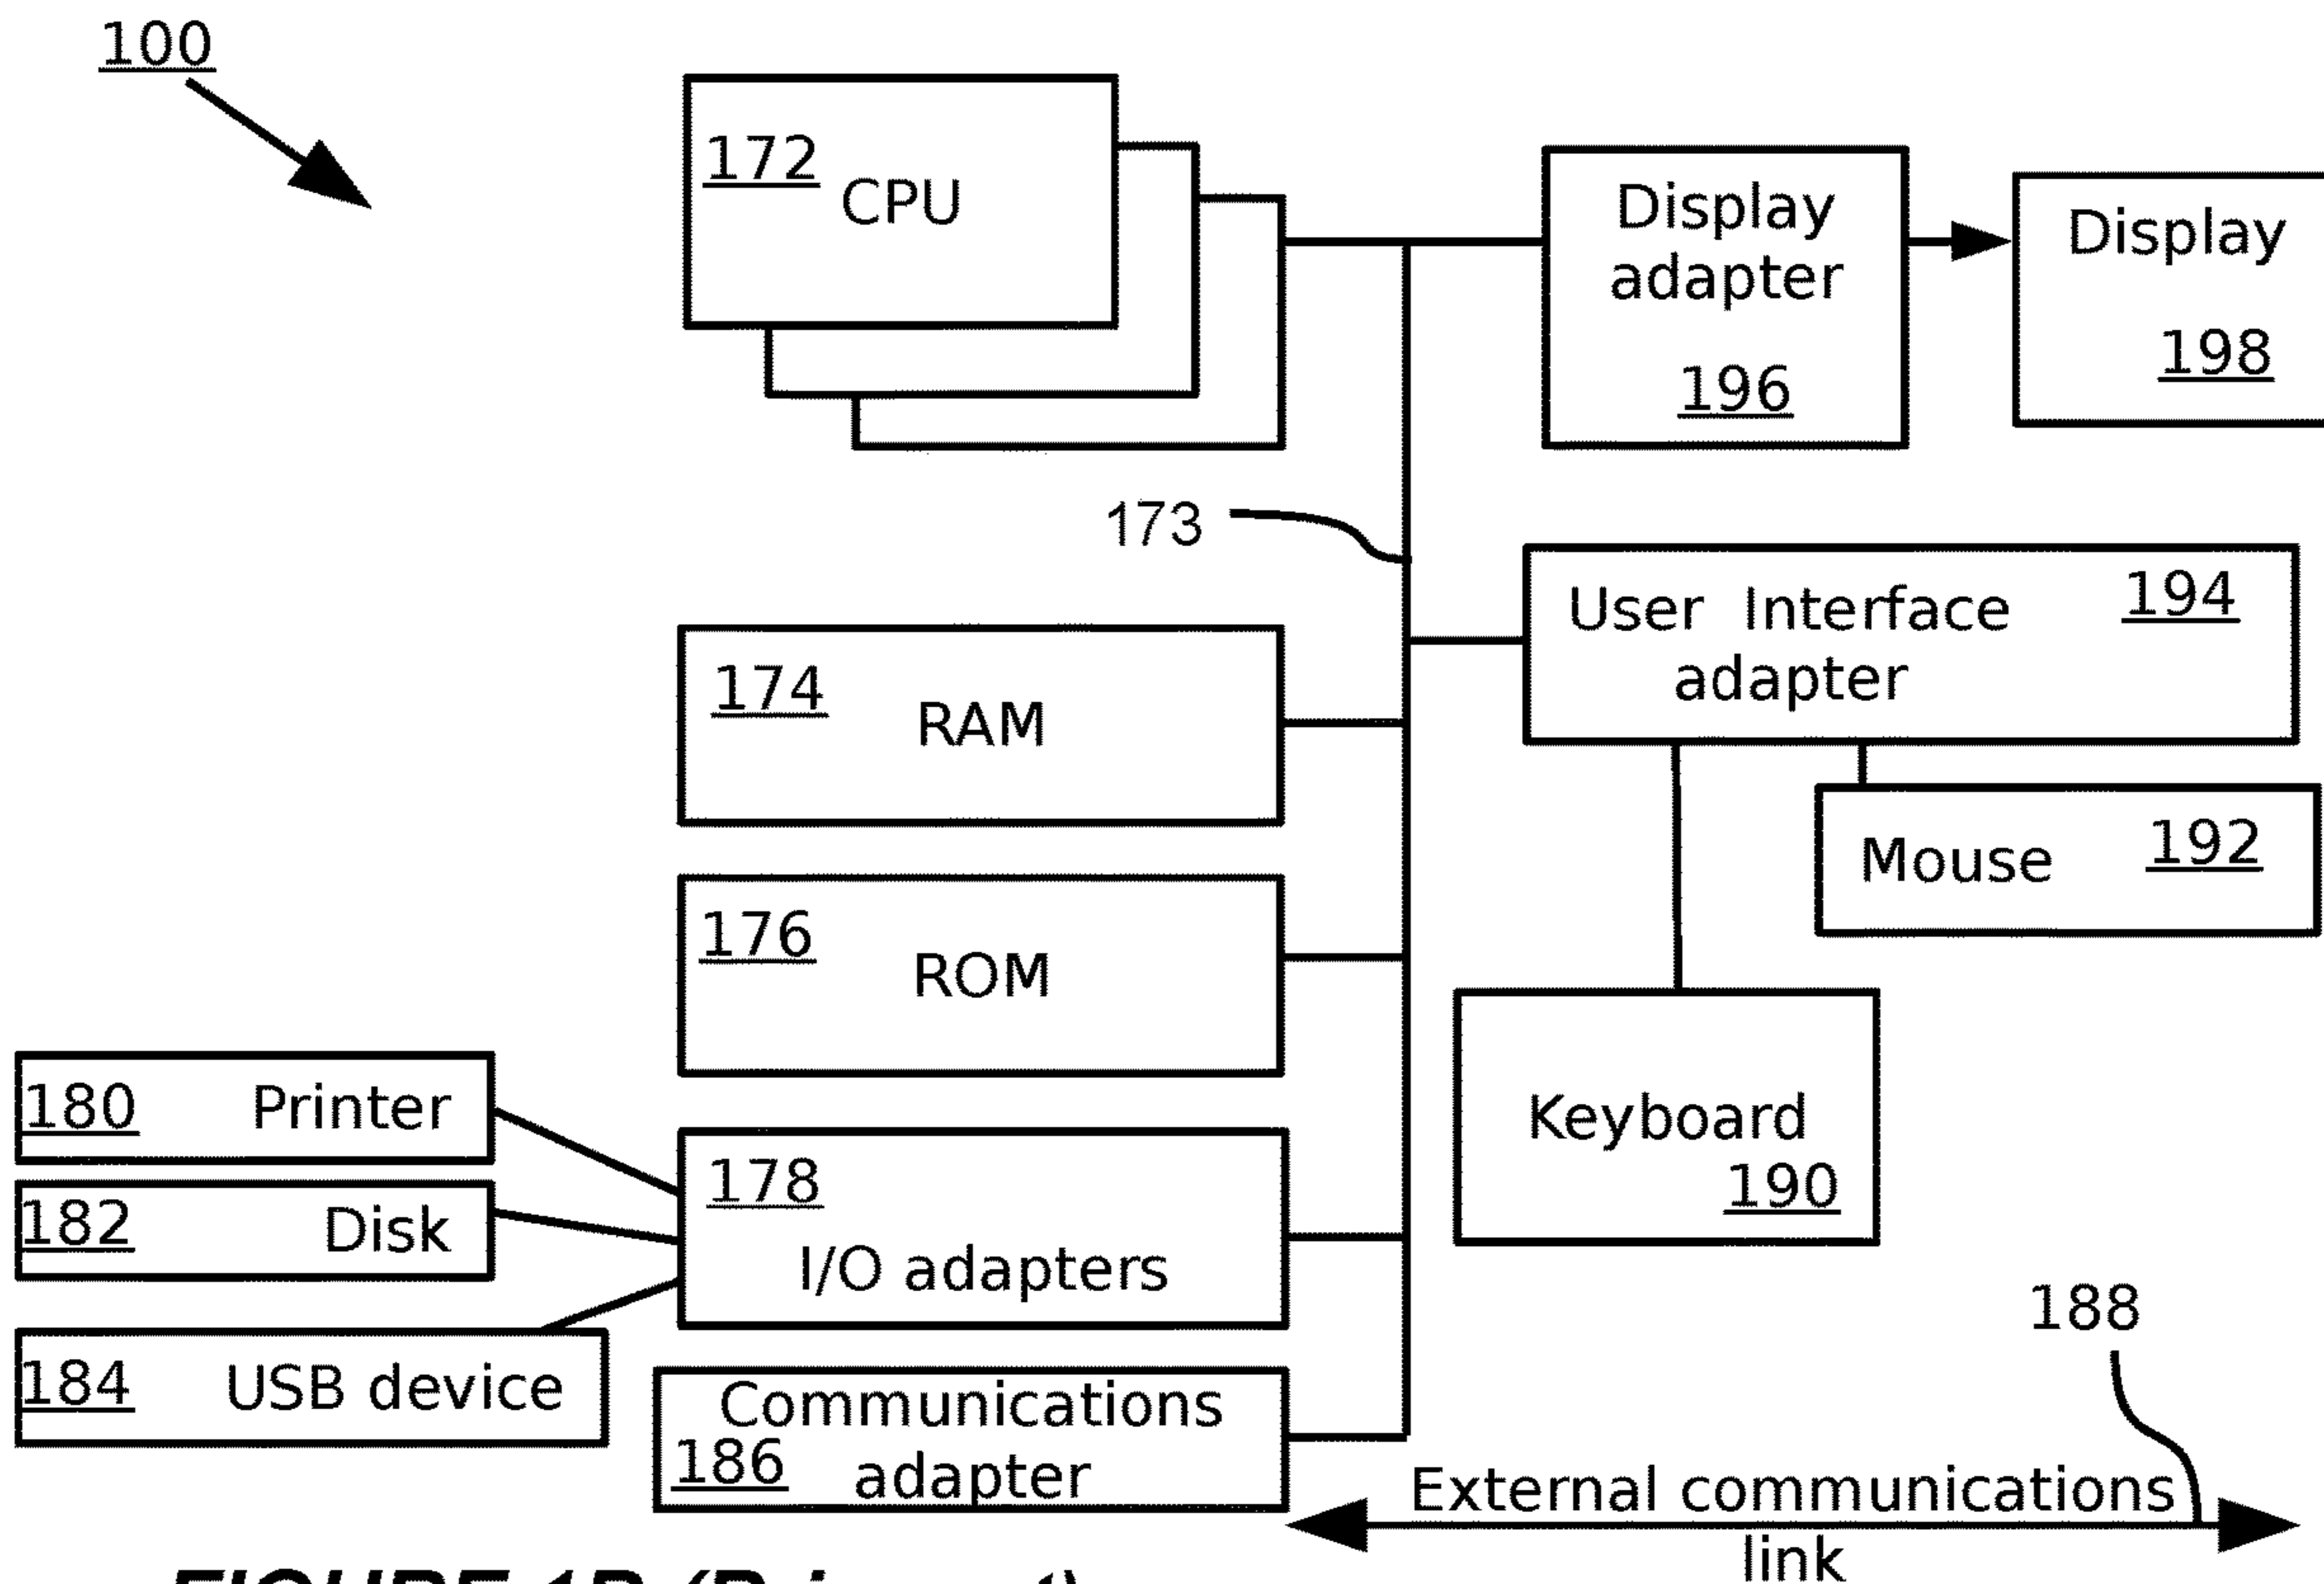 100
172
CPU
Display
adapter
196
Display
198
173
User Interface
adapter
194
174
RAM
Mouse
192
176
ROM
Keyboard
190
180 Printer
182 Disk
184 USB device
178
I/O adapters
Communications
186 adapter
188
External communications
link